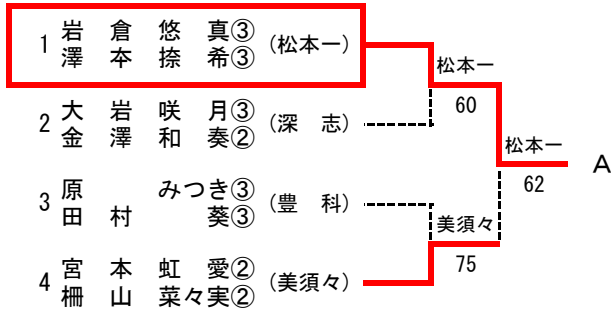 1 岩倉悠真③ (松本一)
澤本捺希③
松本一
60
2 大岩咲月③ (深志)
金澤和奏②
松本一
62
A
3 原みつき③ (豊科)
田村葵③
美須々
75
4 宮本虹愛② (美須々)
柵山菜々実②